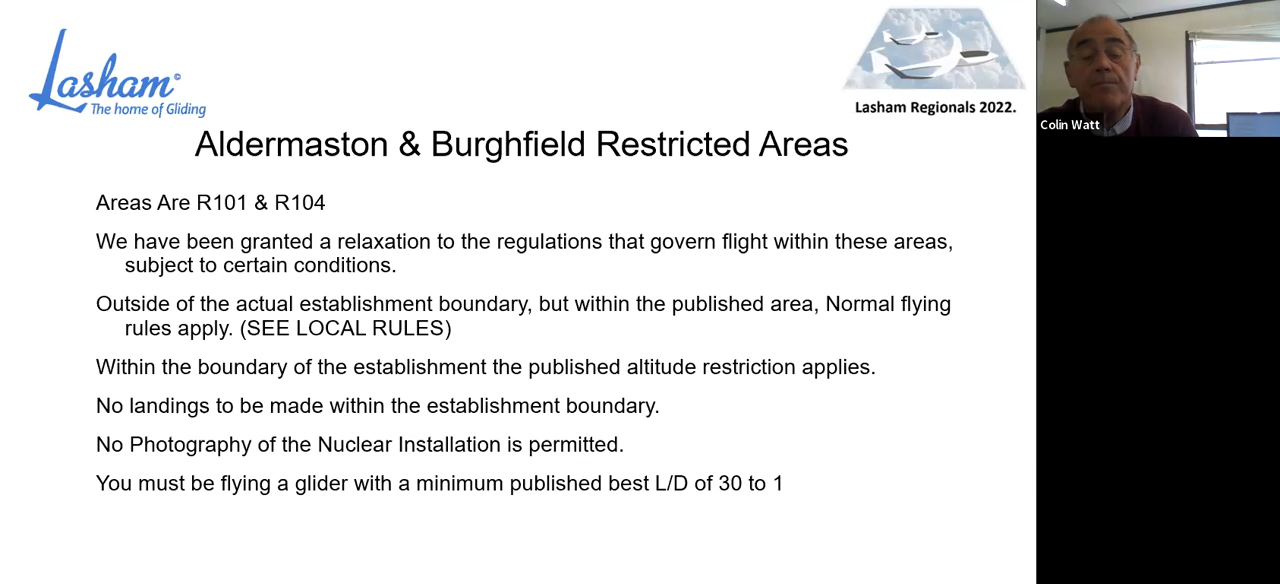 Lasham©
The home of Gliding
Lasham Regionals 2022.
Colin Watt
Aldermaston & Burghfield Restricted Areas
Areas Are R101 & R104
We have been granted a relaxation to the regulations that govern flight within these areas,
subject to certain conditions.
Outside of the actual establishment boundary, but within the published area, Normal flying
rules apply. (SEE LOCAL RULES)
Within the boundary of the establishment the published altitude restriction applies.
No landings to be made within the establishment boundary.
No Photography of the Nuclear Installation is permitted.
You must be flying a glider with a minimum published best L/D of 30 to 1